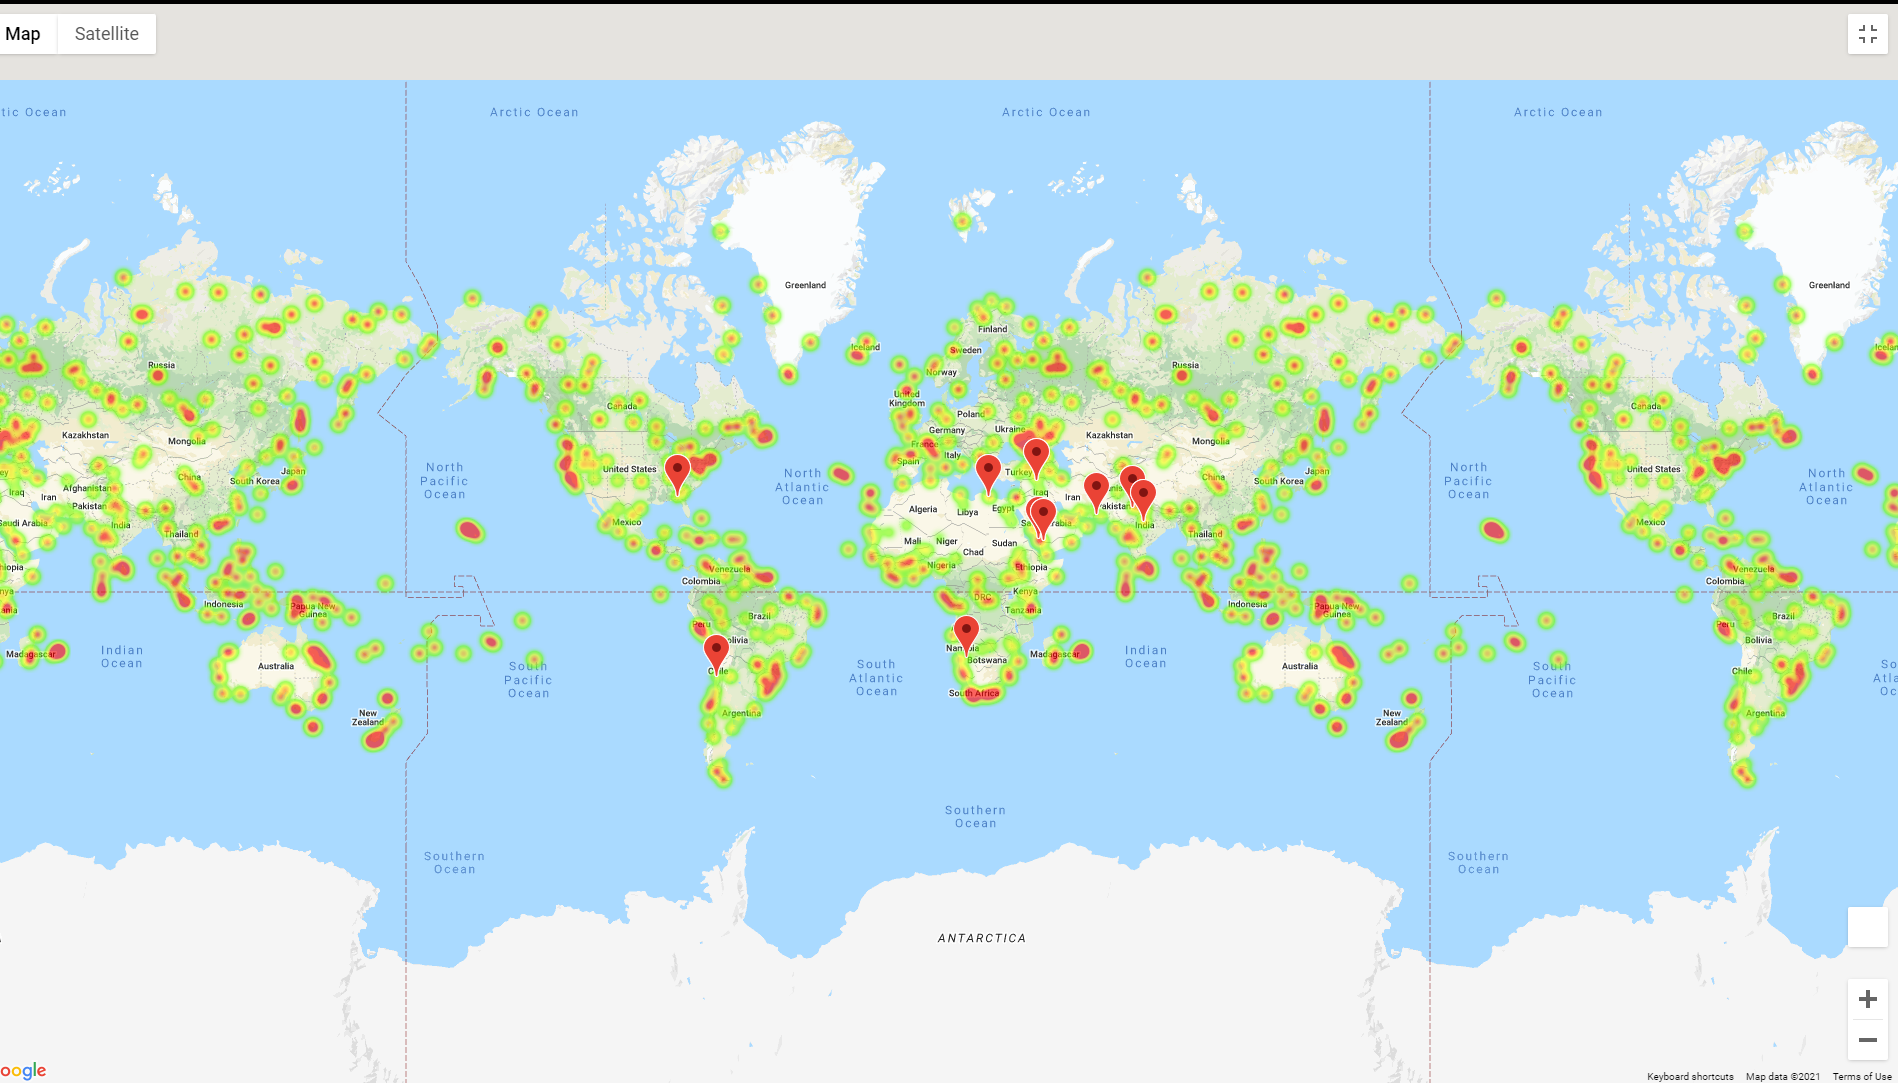 Map
Satellite
tic Ocean
Arctic Ocean
Arctic Ocean
Arctic Ocean
Greenland
Greenland
Finland
Iceland
Sweden
Norway
Russia
Russia
United
Kingdom
Canada
Canada
Poland
Germany
Ukraine
Kazakhstan
Kazakhstan
Mongolia
Mongolia
France
Italy
Spain
Turkey
North
Pacific
Ocean
North
Atlantic
Ocean
North
Pacific
Ocean
North
Atlantic
Ocean
United States
United States
China
China
Japan
Japan
South Korea
South Korea
Afghanistan
Pakistan
Iraq
Iran
Iraq
Iran
Algeria
Libya
Egypt
Saudi Arabia
India
India
Mexico
Mexico
Thailand
Thailand
Mali
Niger
Chad
Sudan
Nigeria
Ethiopia
Venezuela
Colombia
Venezuela
Colombia
DRC
Kenya
Tanzania
Indonesia
Papua New
Guinea
Indonesia
Papua New
Guinea
Brazil
Peru
Brazil
Peru
Bolivia
Namibia
Botswana
Madagascar
Madagascar
Indian
Ocean
Indian
Ocean
Australia
Australia
South
Pacific
Ocean
South
Atlantic
Ocean
South
Pacific
Ocean
Chile
Chile
South Africa
Argentina
Argentina
New
Zealand
New
Zealand
Southern
Ocean
Southern
Ocean
Southern
Ocean
ANTARCTICA
oogle
Keyboard shortcuts
Map data ©2021
Terms of Use